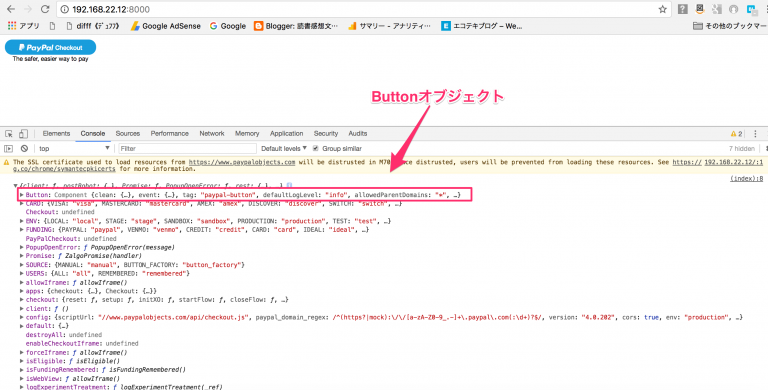 192.168.22.12:8000
アプリ difff《デュフフ》 Google AdSense Google Blogger: 読書感想文… サマリー - アナリティ… エコテキブログ – We… その他のブックマー
PayPal Checkout
The safer, easier way to pay
Buttonオブジェクト
Elements Console Sources Network Performance Memory Application Security Audits 2
top Filter Default levels Group similar 7 hidden
The SSL certificate used to load resources from https://www.paypalobjects.com will be distrusted in M70. ce distrusted, users will be prevented from loading these resources. See https:// 192.168.22.12/:1
g.co/chrome/symantecpkicerts for more information.
(index):8
{client: ƒ, postRobot: {…}, Promise: ƒ, PopupOpenError: ƒ, rest: {…}, …}
Button: Component {clean: {…}, event: {…}, tag: "paypal-button", defaultLogLevel: "info", allowedParentDomains: "*", …}
CARD: {VISA: "visa", MASTERCARD: "mastercard", AMEX: "amex", DISCOVER: "discover", SWITCH: "switch", …}
Checkout: undefined
ENV: {LOCAL: "local", STAGE: "stage", SANDBOX: "sandbox", PRODUCTION: "production", TEST: "test", …}
FUNDING: {PAYPAL: "paypal", VENMO: "venmo", CREDIT: "credit", CARD: "card", IDEAL: "ideal", …}
PayPalCheckout: undefined
PopupOpenError: ƒ PopupOpenError(message)
Promise: ƒ ZalgoPromise(handler)
SOURCE: {MANUAL: "manual", BUTTON_FACTORY: "button_factory"}
USERS: {ALL: "all", REMEMBERED: "remembered"}
allowIframe: ƒ allowIframe()
apps: {checkout: {…}, Checkout: {…}}
checkout: {reset: ƒ, setup: ƒ, initXO: ƒ, startFlow: ƒ, closeFlow: ƒ, …}
client: ƒ ()
config: {scriptUrl: "//www.paypalobjects.com/api/checkout.js", paypal_domain_regex: /^(https?|mock):\/\/[a-zA-Z0-9_.-]+\.paypal\.com(:\d+)?$/, version: "4.0.202", cors: true, env: "production", …}
default: {…}
destroyAll: undefined
enableCheckoutIframe: undefined
forceIframe: ƒ allowIframe()
isEligible: ƒ isEligible()
isFundingRemembered: ƒ isFundingRemembered()
isWebView: ƒ allowIframe()
logExperimentTreatment: ƒ logExperimentTreatment(_ref)